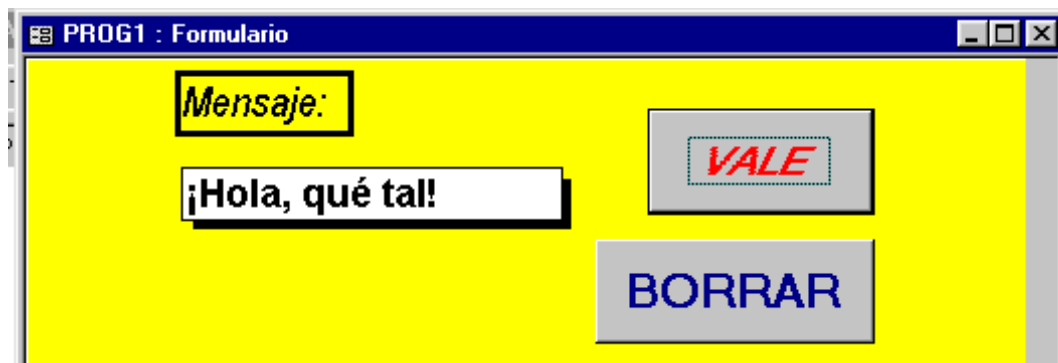 PROG1 : Formulario
Mensaje:
¡Hola, qué tal!
VALE
BORRAR